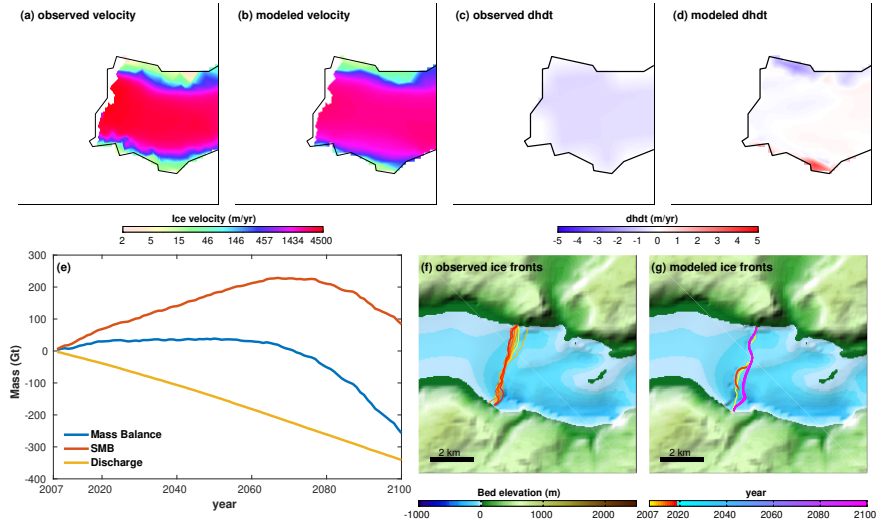 (a) observed velocity
(b) modeled velocity
(c) observed dhdt
(d) modeled dhdt
Ice velocity (m/yr)
2 5 15 46 146 457 1434 4500
dhdt (m/yr)
-5 -4 -3 -2 -1 0 1 2 3 4 5
(e)
300
200
100
0
-100
-200
-300
-400
Mass (Gt)
Mass Balance
SMB
Discharge
2007 2020 2040 2060 2080 2100
year
(f) observed ice fronts
2 km
(g) modeled ice fronts
2 km
Bed elevation (m)
-1000 0 1000 2000
year
2007 2020 2040 2060 2080 2100